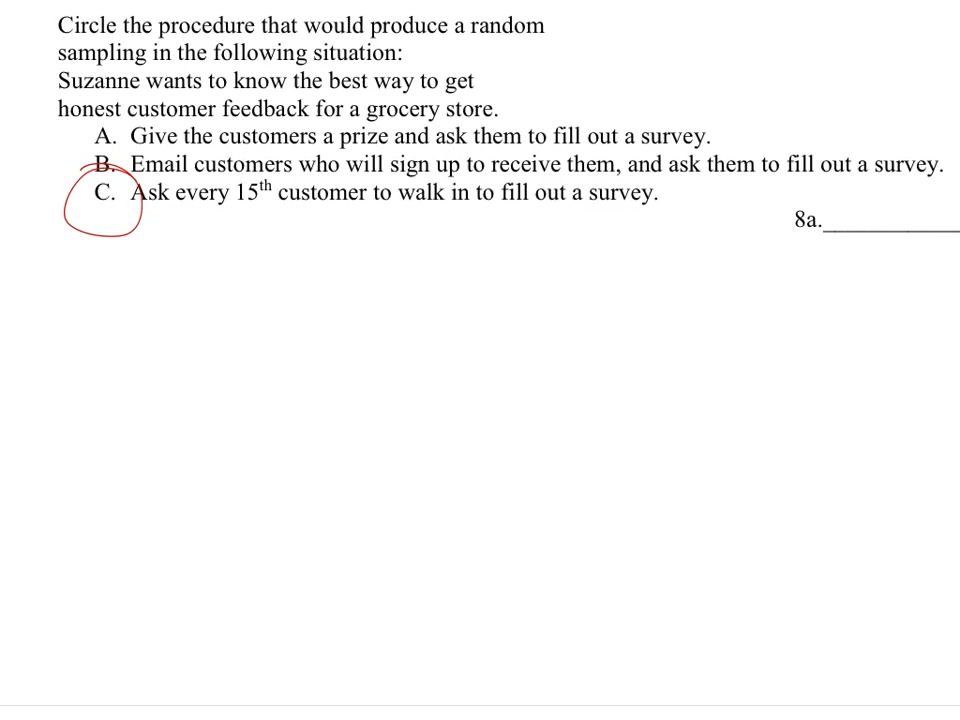 Circle the procedure that would produce a random
sampling in the following situation:
Suzanne wants to know the best way to get
honest customer feedback for a grocery store.
A. Give the customers a prize and ask them to fill out a survey.
B. Email customers who will sign up to receive them, and ask them to fill out a survey.
C. Ask every 15th customer to walk in to fill out a survey.
8a.____________